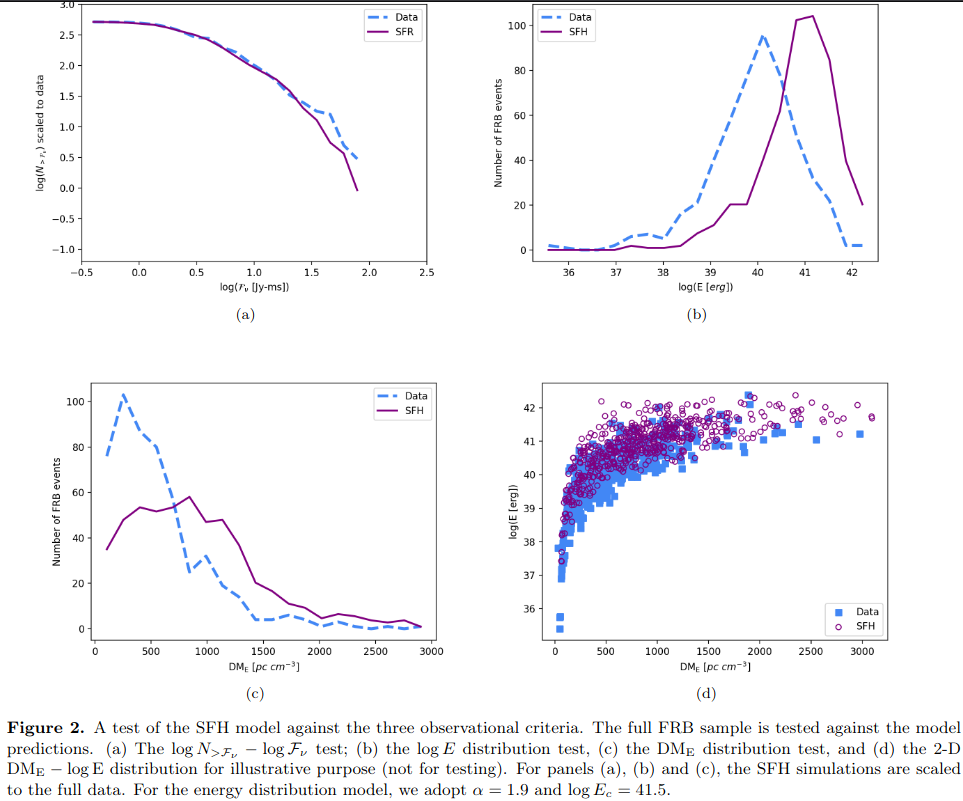 3.0
2.5
2.0
1.5
1.0
0.5
0.0
−0.5
−1.0
log(N>ℱν) scaled to data
Data
SFR
−0.5 0.0 0.5 1.0 1.5 2.0 2.5
log(ℱν [Jy-ms])
(a)
100
80
60
40
20
0
Number of FRB events
Data
SFH
36 37 38 39 40 41 42
log(E [erg])
(b)
100
80
60
40
20
0
Number of FRB events
Data
SFH
0 500 1000 1500 2000 2500 3000
DME [pc cm−3]
(c)
42
41
40
39
38
37
36
log(E [erg])
Data
SFH
0 500 1000 1500 2000 2500 3000
DME [pc cm−3]
(d)
Figure 2. A test of the SFH model against the three observational criteria. The full FRB sample is tested against the model
predictions. (a) The log N>ℱν − log ℱν test; (b) the log E distribution test, (c) the DME distribution test, and (d) the 2-D
DME − log E distribution for illustrative purpose (not for testing). For panels (a), (b) and (c), the SFH simulations are scaled
to the full data. For the energy distribution model, we adopt α = 1.9 and log Ec = 41.5.